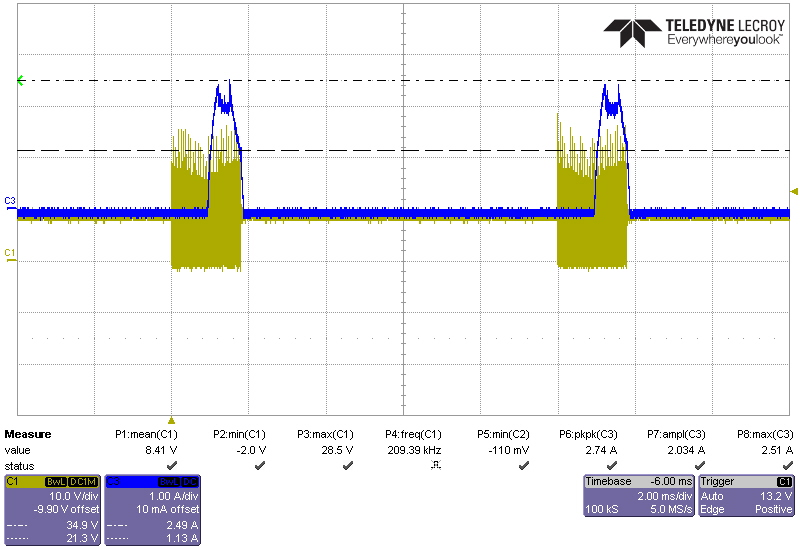 TELEDYNE LECROY
Everywhereyoulook™
C3
C1
Measure P1:mean(C1) P2:min(C1) P3:max(C1) P4:freq(C1) P5:min(C2) P6:pkpk(C3) P7:ampl(C3) P8:max(C3)
value 8.41 V -2.0 V 28.5 V 209.39 kHz -110 mV 2.74 A 2.034 A 2.51 A
status
C1 BwL DC1M
10.0 V/div
-9.90 V offset
34.9 V
21.3 V
C3 BwL DC
1.00 A/div
10 mA offset
2.49 A
1.13 A
Timebase -6.00 ms
2.00 ms/div
100 kS 5.0 MS/s
Trigger C1
Auto 13.2 V
Edge Positive